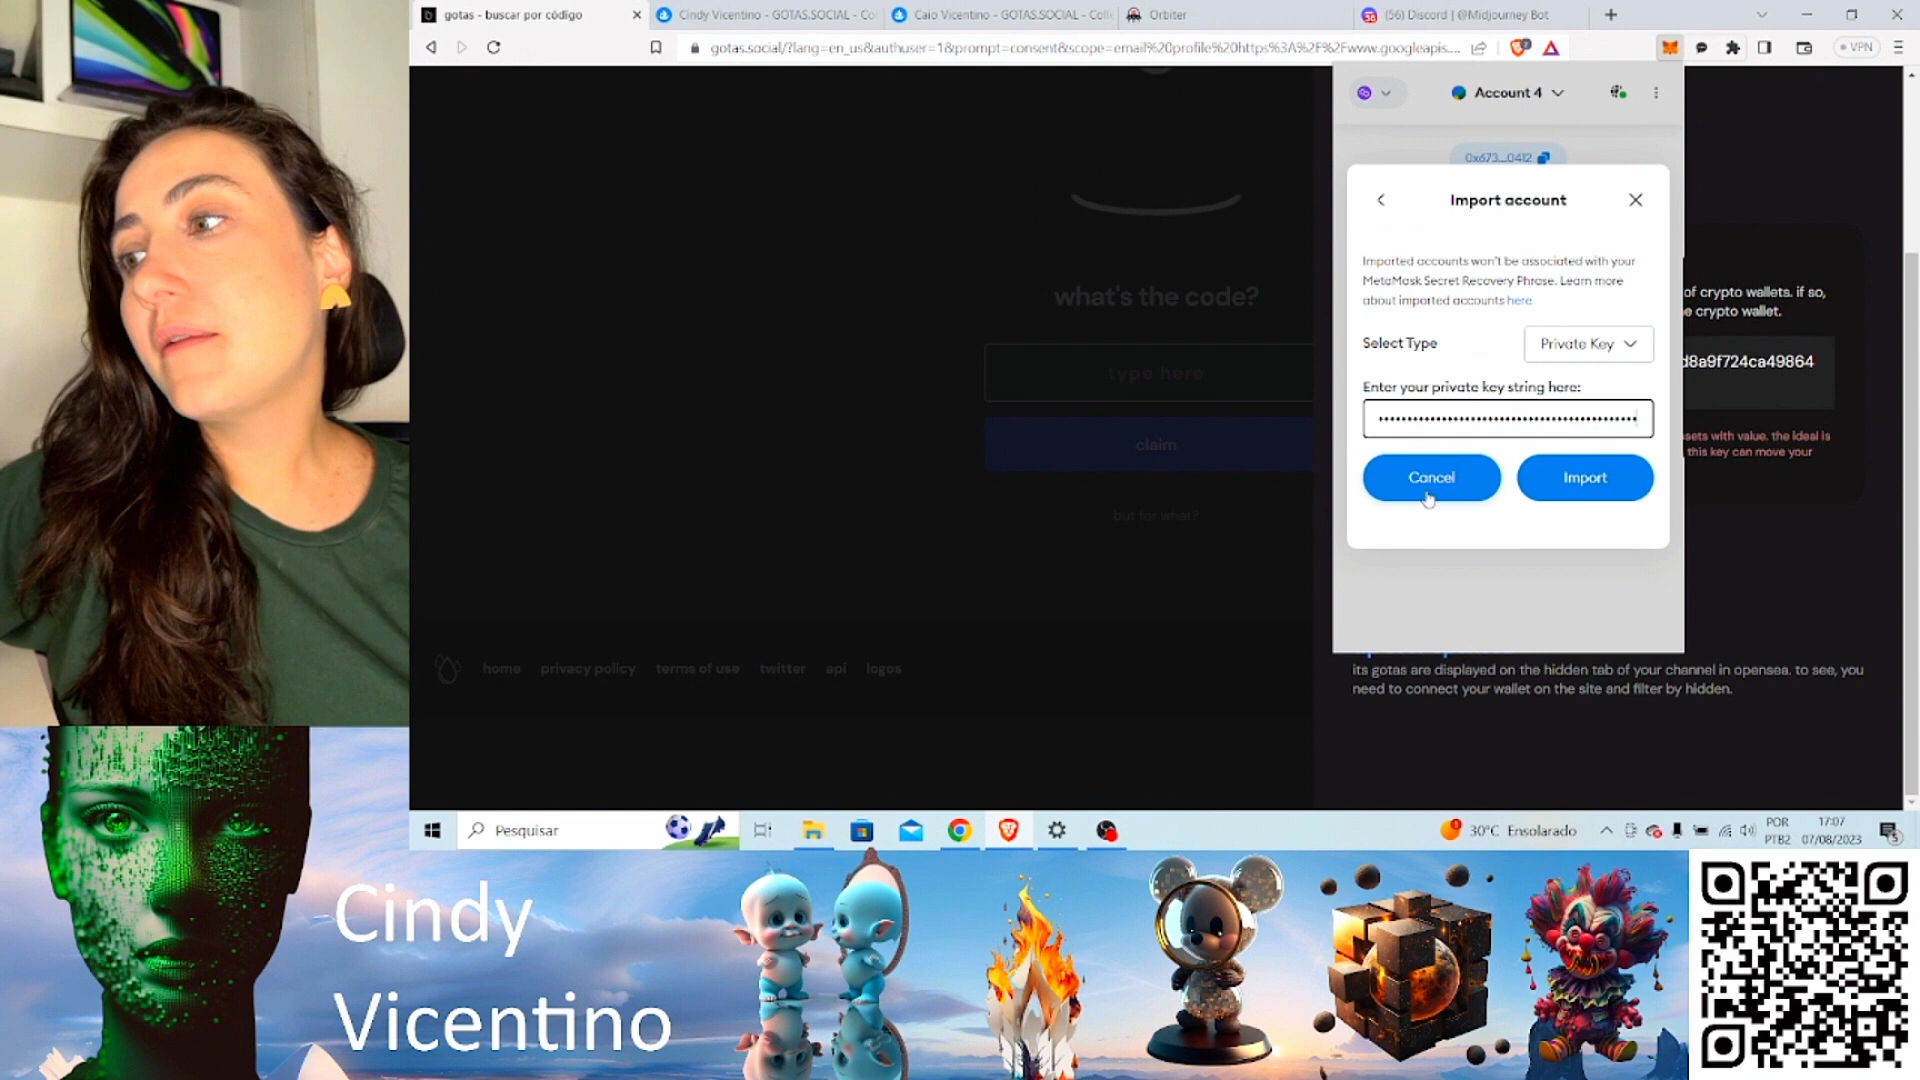 gotas - buscar por código
Cindy Vicentino - GOTAS.SOCIAL - Co
Caio Vicentino - GOTAS.SOCIAL - Coll
Orbiter
(56) Discord | @Midjourney Bot
gotas.social/?lang=en_us&authuser=1&prompt=consent&scope=email%20profile%20https%3A%2F%2Fwww.googleapis....
VPN
Account 4
0x673...0412
Import account
Imported accounts won't be associated with your
MetaMask Secret Recovery Phrase. Learn more
about imported accounts here
Select Type
Private Key
Enter your private key string here:
Cancel
Import
what's the code?
type here
claim
but for what?
of crypto wallets. if so,
e crypto wallet.
d8a9f724ca49864
sets with value. the ideal is
this key can move your
its gotas are displayed on the hidden tab of your channel in opensea. to see, you
need to connect your wallet on the site and filter by hidden.
home
privacy policy
terms of use
twitter
api
logos
Pesquisar
30°C Ensolarado
POR
PTB2
17:07
07/08/2023
5
Cindy
Vicentino